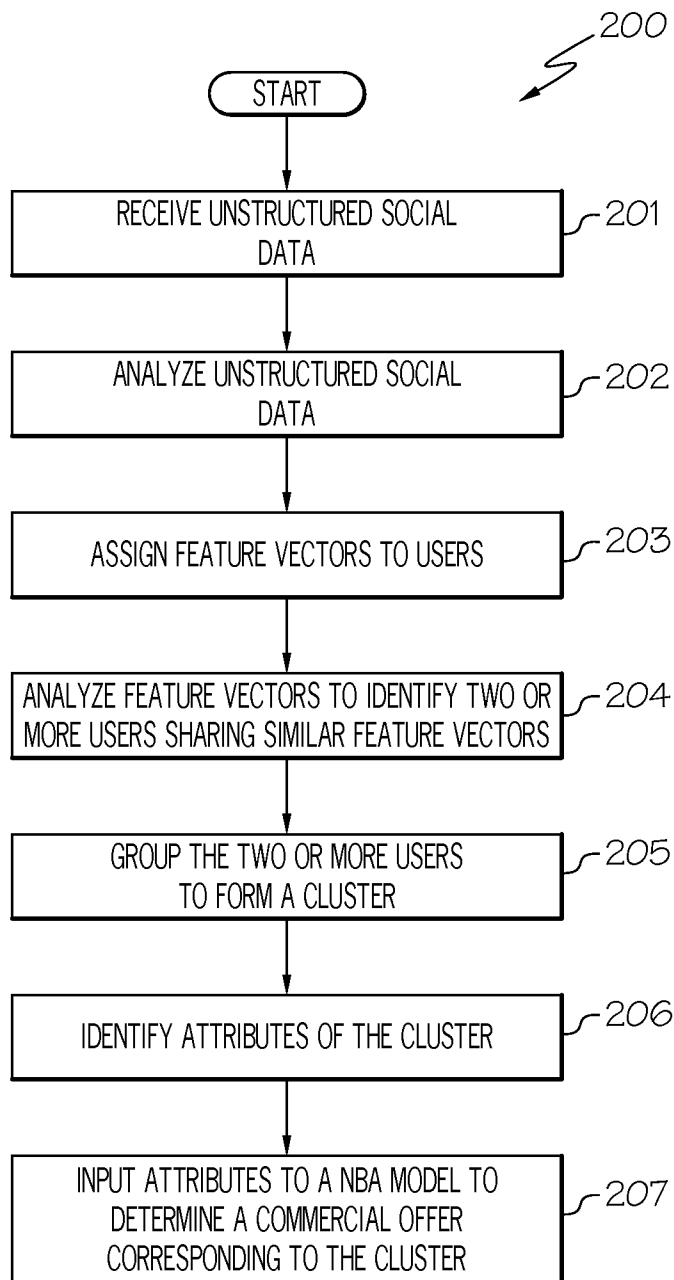 200
START
RECEIVE UNSTRUCTURED SOCIAL
DATA
201
ANALYZE UNSTRUCTURED SOCIAL
DATA
202
ASSIGN FEATURE VECTORS TO USERS
203
ANALYZE FEATURE VECTORS TO IDENTIFY TWO OR
MORE USERS SHARING SIMILAR FEATURE VECTORS
204
GROUP THE TWO OR MORE USERS
TO FORM A CLUSTER
205
IDENTIFY ATTRIBUTES OF THE CLUSTER
206
INPUT ATTRIBUTES TO A NBA MODEL TO
DETERMINE A COMMERCIAL OFFER
CORRESPONDING TO THE CLUSTER
207